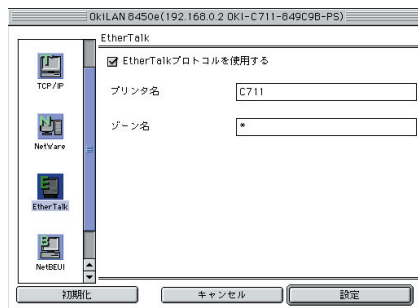 OkiLAN 8450e(192.168.0.2 OKI-C711-849C9B-PS)
EtherTalk
EtherTalkプロトコルを使用する
プリンタ名
C711
ゾーン名
*
TCP/IP
NetWare
EtherTalk
NetBEUI
初期化
キャンセル
設定